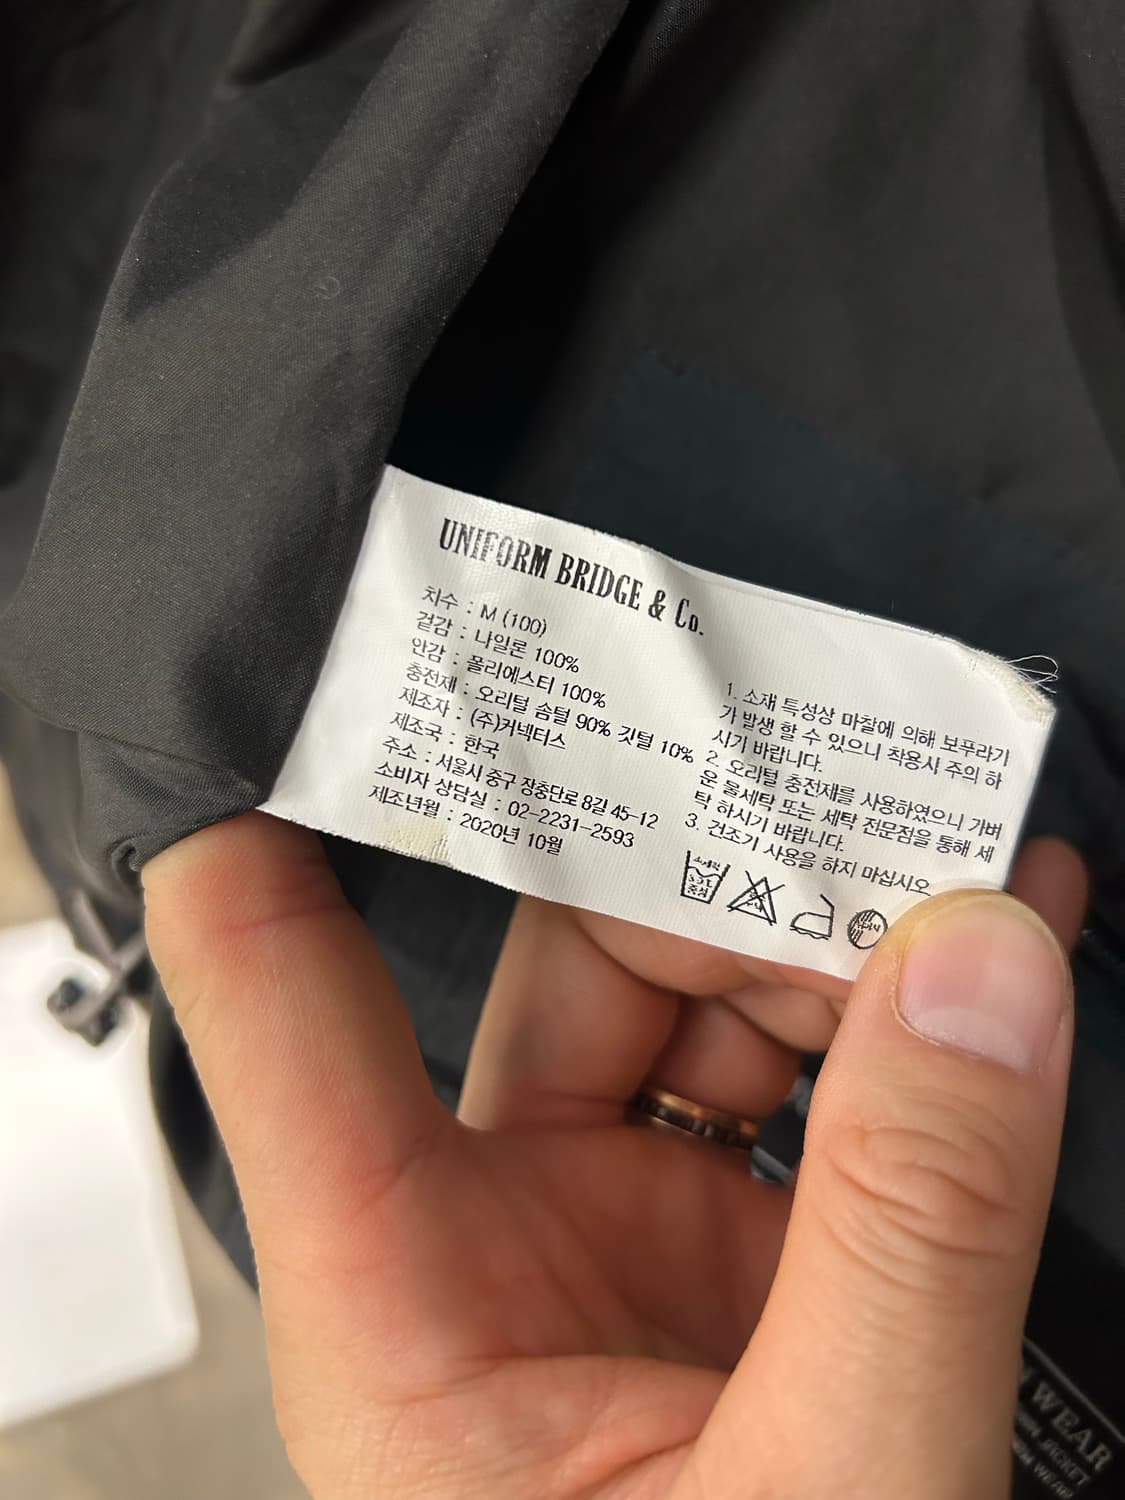 UNIFORM BRIDGE & Co.
치수 : M (100)
겉감 : 나일론 100%
안감 : 폴리에스터 100%
충전재 : 오리털 솜털 90% 깃털 10%
제조자 : (주)커넥터스
제조국 : 한국
주소 : 서울시 중구 장충단로 8길 45-12
소비자 상담실 : 02-2231-2593
제조년월 : 2020년 10월
1. 소재 특성상 마찰에 의해 보푸라기
가 발생 할 수 있으니 착용시 주의 하
시기 바랍니다.
2. 오리털 충전재를 사용하였으니 가벼
운 물세탁 또는 세탁 전문점을 통해 세
탁 하시기 바랍니다.
3. 건조기 사용을 하지 마십시오.
중성
WEAR
JACKET